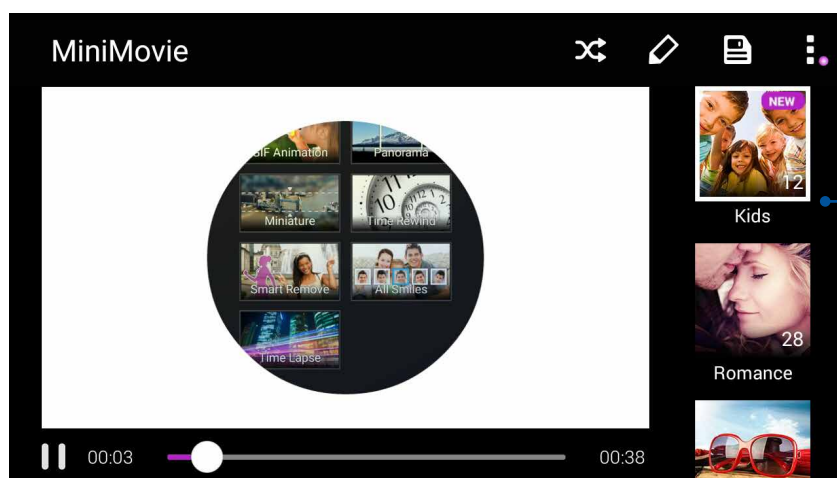 MiniMovie
NEW
12
Kids
28
Romance
GIF Animation
Panorama
Miniature
Time Rewind
Smart Remove
All Smiles
Time Lapse
00:03
00:38